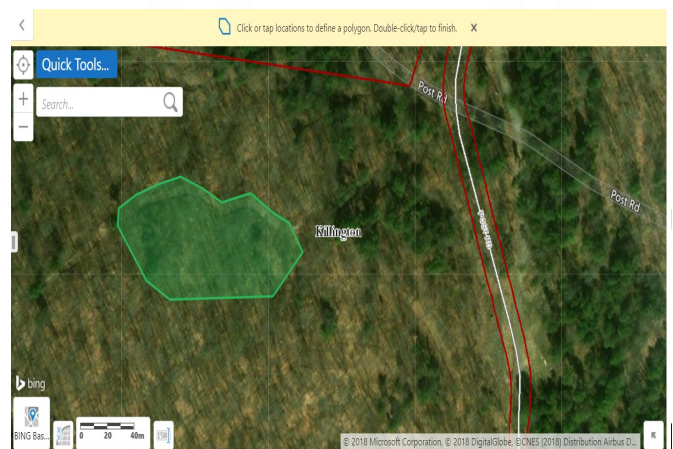 Click or tap locations to define a polygon. Double-click/tap to finish.
X
Quick Tools...
Search...
Post Rd
Post Rd
Killington
bing
BING Bas...
0 20 40m
© 2018 Microsoft Corporation, © 2018 DigitalGlobe, ©CNES (2018) Distribution Airbus D...